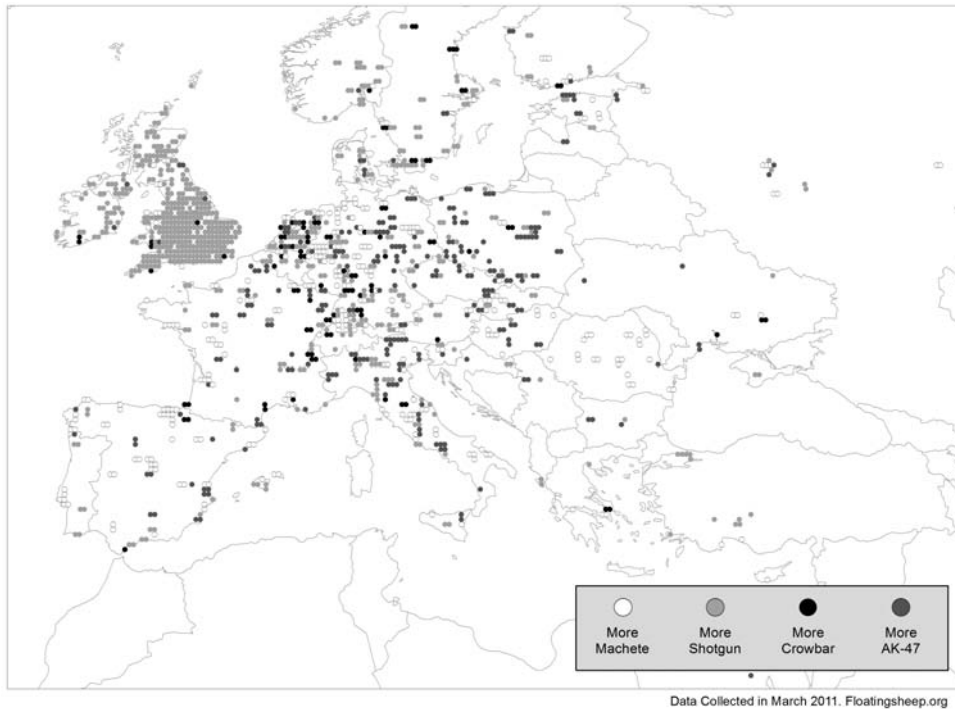 More
Machete
More
Shotgun
More
Crowbar
More
AK-47
Data Collected in March 2011. Floatingsheep.org